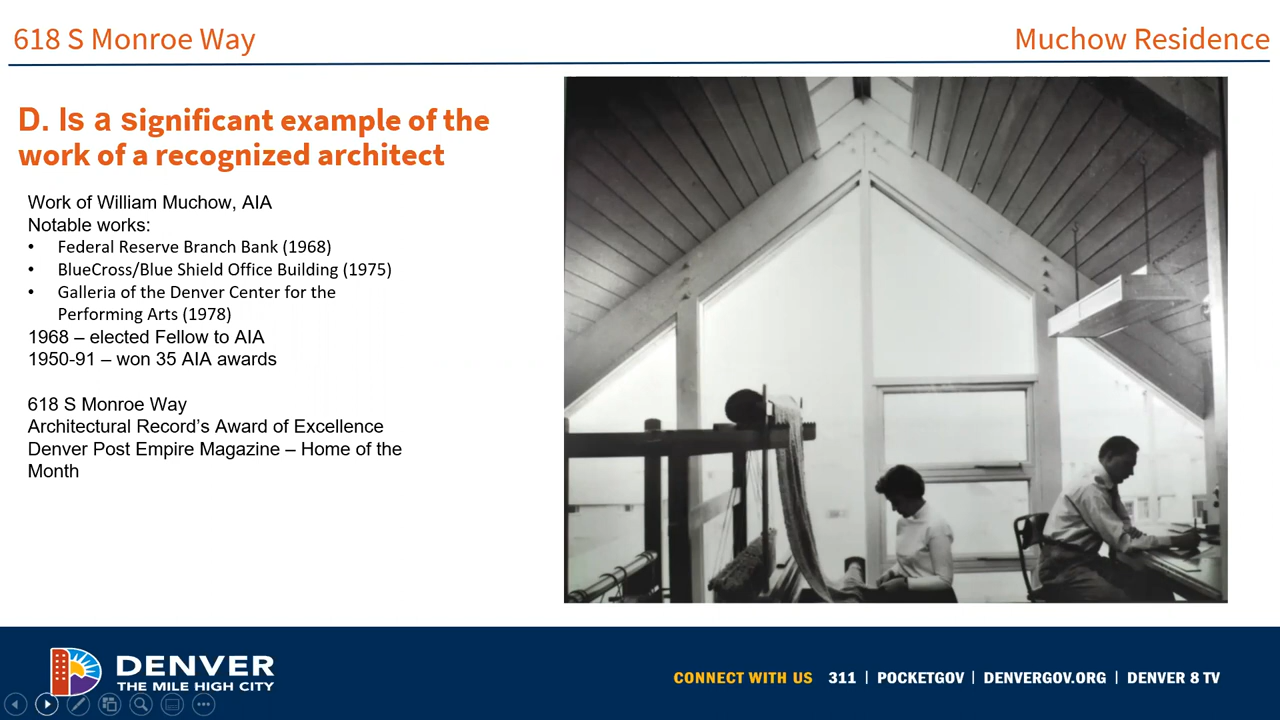 618 S Monroe Way
Muchow Residence
D. Is a significant example of the
work of a recognized architect
Work of William Muchow, AIA
Notable works:
• Federal Reserve Branch Bank (1968)
• BlueCross/Blue Shield Office Building (1975)
• Galleria of the Denver Center for the
Performing Arts (1978)
1968 – elected Fellow to AIA
1950-91 – won 35 AIA awards
618 S Monroe Way
Architectural Record’s Award of Excellence
Denver Post Empire Magazine – Home of the
Month
DENVER
THE MILE HIGH CITY
CONNECT WITH US 311 | POCKETGOV | DENVERGOV.ORG | DENVER 8 TV